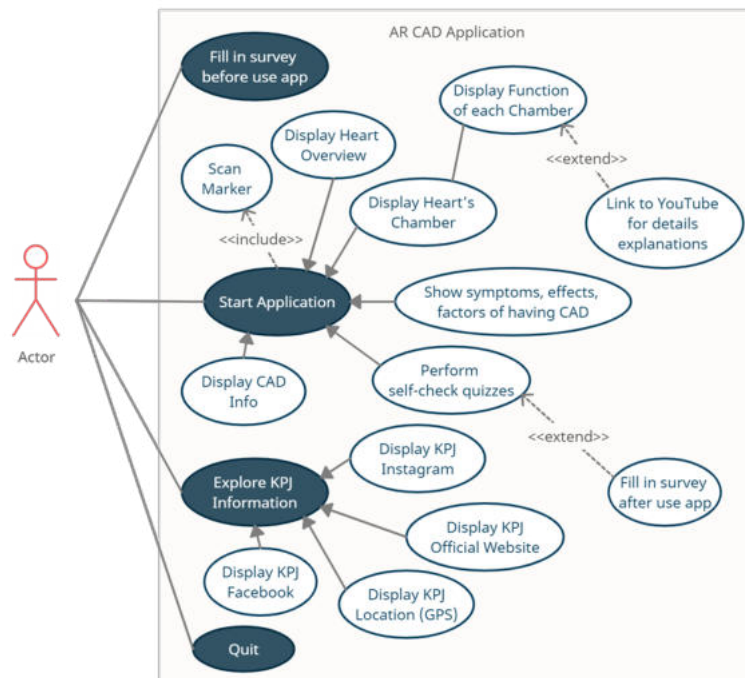 AR CAD Application
Fill in survey
before use app
Display Function
of each Chamber
Display Heart
Overview
<<extend>>
Scan
Marker
Display Heart's
Chamber
Link to YouTube
for details
explanations
<<include>>
Start Application
Show symptoms, effects,
factors of having CAD
Actor
Display CAD
Info
Perform
self-check quizzes
<<extend>>
Display KPJ
Instagram
Explore KPJ
Information
Fill in survey
after use app
Display KPJ
Official Website
Display KPJ
Facebook
Display KPJ
Location (GPS)
Quit